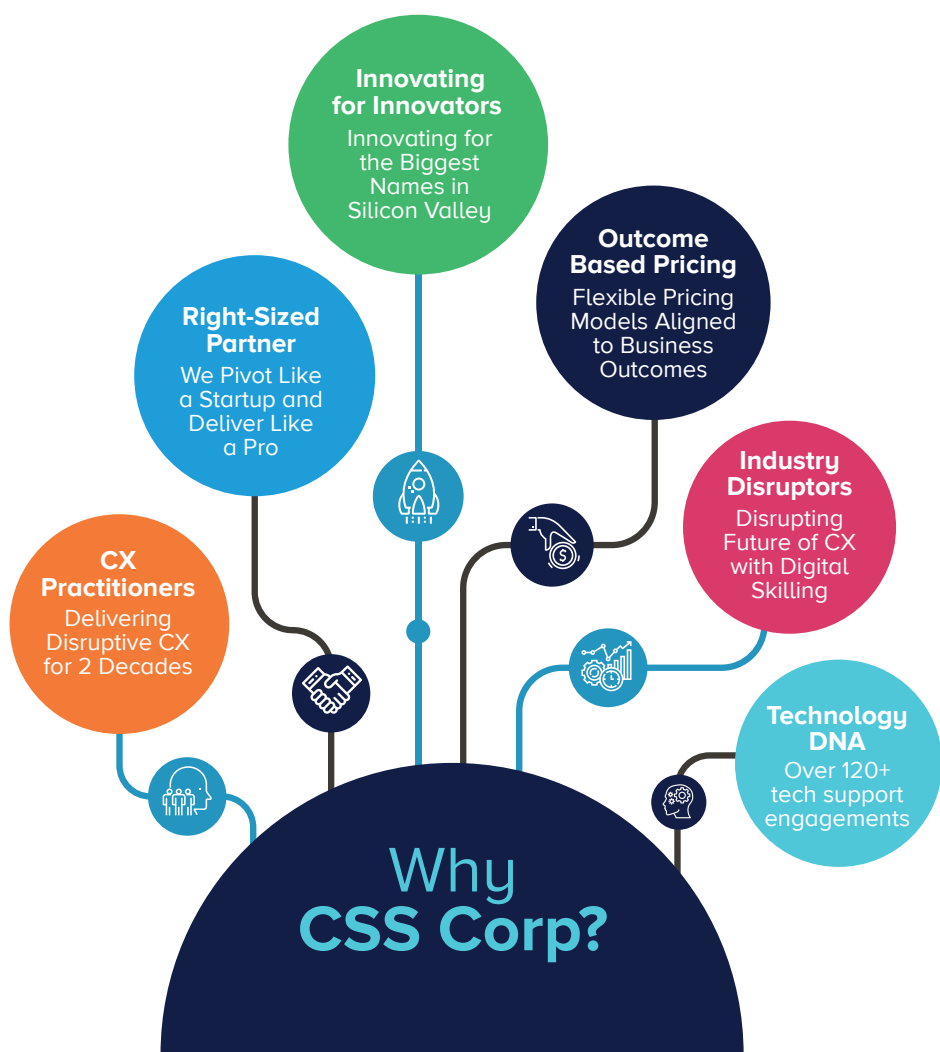 Innovating
for Innovators
Innovating for
the Biggest
Names in
Silicon Valley
Outcome
Based Pricing
Flexible Pricing
Models Aligned
to Business
Outcomes
Right-Sized
Partner
We Pivot Like
a Startup and
Deliver Like
a Pro
Industry
Disruptors
Disrupting
Future of CX
with Digital
Skilling
CX
Practitioners
Delivering
Disruptive CX
for 2 Decades
Technology
DNA
Over 120+
tech support
engagements
$
Why
CSS Corp?